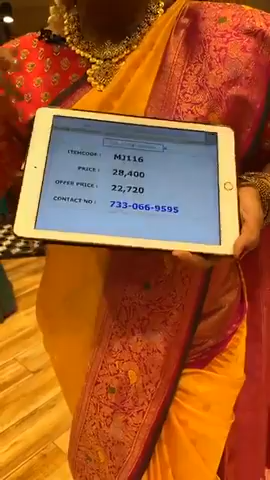 ITEMCODE : MJ116
PRICE : 28,400
OFFER PRICE : 22,720
CONTACT NO : 733-066-9595